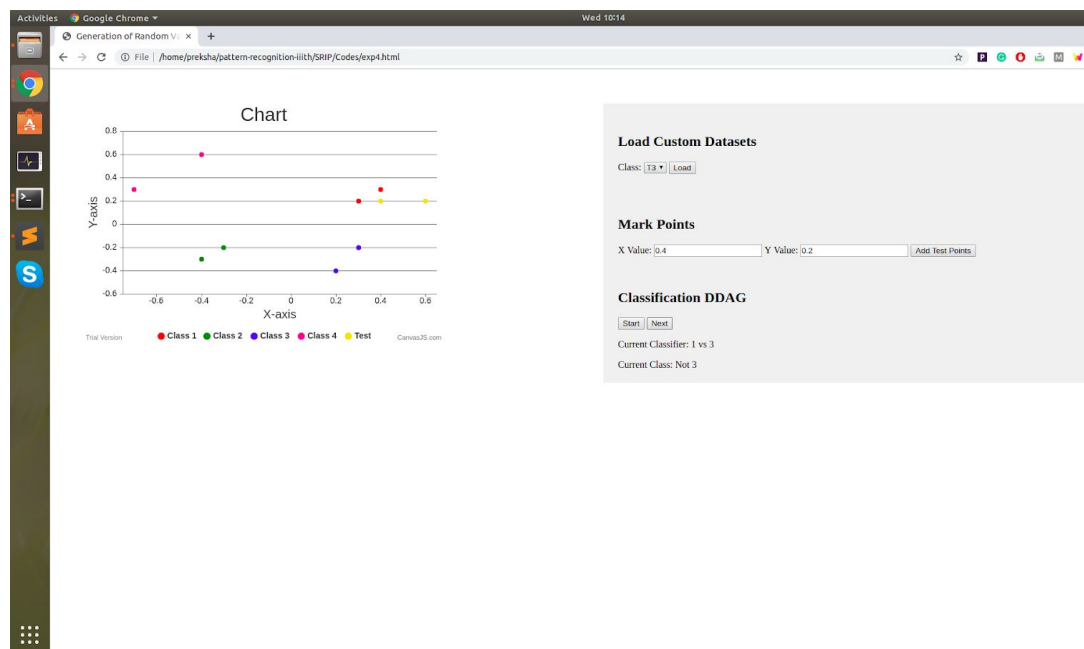 Activities Google Chrome ▾ Wed 10:14
Generation of Random Va × +
File | /home/preksha/pattern-recognition-iiith/SRIP/Codes/exp4.html
Chart
0.8
0.6
0.4
0.2
0
-0.2
-0.4
-0.6
Y-axis
-0.6 -0.4 -0.2 0 0.2 0.4 0.6
X-axis
Class 1 Class 2 Class 3 Class 4 Test
Trial Version CanvasJS.com
Load Custom Datasets
Class: T3 ▾ Load
Mark Points
X Value: 0.4 Y Value: 0.2 Add Test Points
Classification DDAG
Start Next
Current Classifier: 1 vs 3
Current Class: Not 3